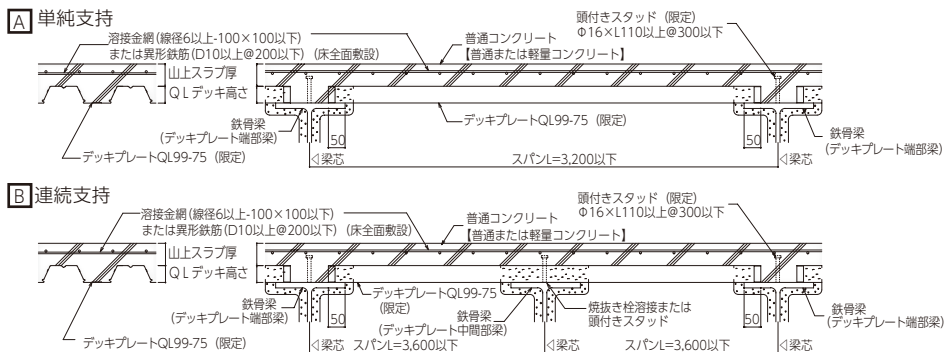 A 単純支持
溶接金網(線径6以上-100×100以下)
または異形鉄筋(D10以上@200以下)(床全面敷設)
普通コンクリート
【普通または軽量コンクリート】
頭付きスタッド(限定)
Φ16×L110以上@300以下
山上スラブ厚
QLデッキ高さ
鉄骨梁
(デッキプレート端部梁)
50
デッキプレートQL99-75(限定)
50
鉄骨梁
(デッキプレート端部梁)
デッキプレートQL99-75(限定)
◁梁芯
スパンL=3,200以下
◁梁芯
B 連続支持
溶接金網(線径6以上-100×100以下)
または異形鉄筋(D10以上@200以下)(床全面敷設)
普通コンクリート
【普通または軽量コンクリート】
頭付きスタッド(限定)
Φ16×L110以上@300以下
山上スラブ厚
QLデッキ高さ
鉄骨梁
(デッキプレート端部梁)
50
デッキプレートQL99-75
(限定)
鉄骨梁
(デッキプレート中間部梁)
焼抜き栓溶接または
頭付きスタッド
50
鉄骨梁
(デッキプレート端部梁)
デッキプレートQL99-75(限定)
◁梁芯
スパンL=3,600以下
◁梁芯
スパンL=3,600以下
◁梁芯